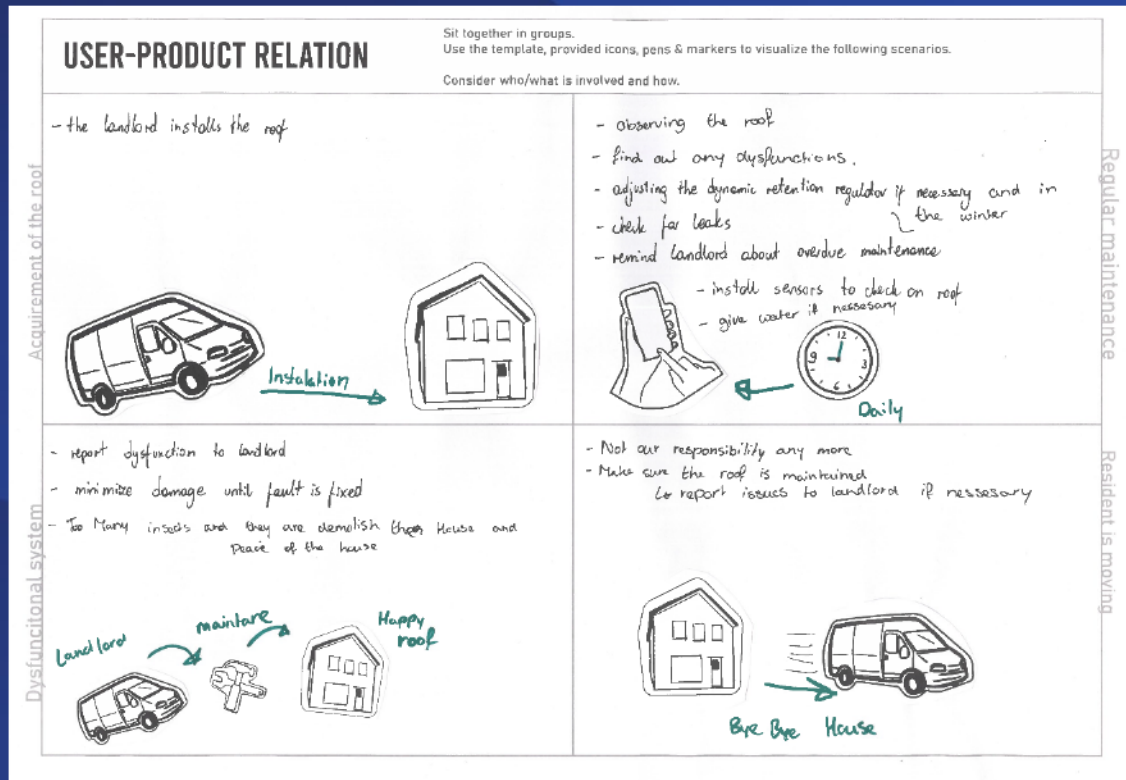 USER-PRODUCT RELATION
Sit together in groups.
Use the template, provided icons, pens & markers to visualize the following scenarios.
Consider who/what is involved and how.
Acquirement of the roof
- the landlord installs the roof
Instalation
Regular maintenance
- observing the roof
- find out any dysfunctions.
- adjusting the dynamic retention regulator if necessary and in
the winter
- check for leaks
- remind landlord about overdue maintenance
- install sensors to check on roof
- give water if nessesary
12
9
3
6
Daily
Dysfuncitonal system
- report dysfunction to landlord
- minimize damage until fault is fixed
- Too Many insects and they are demolish the House and
Peace of the house
Landlord
maintane
Happy
roof
Resident is moving
- Not our responsibility any more
- Make sure the roof is maintained
↳ report issues to landlord if nessesary
Bye Bye House